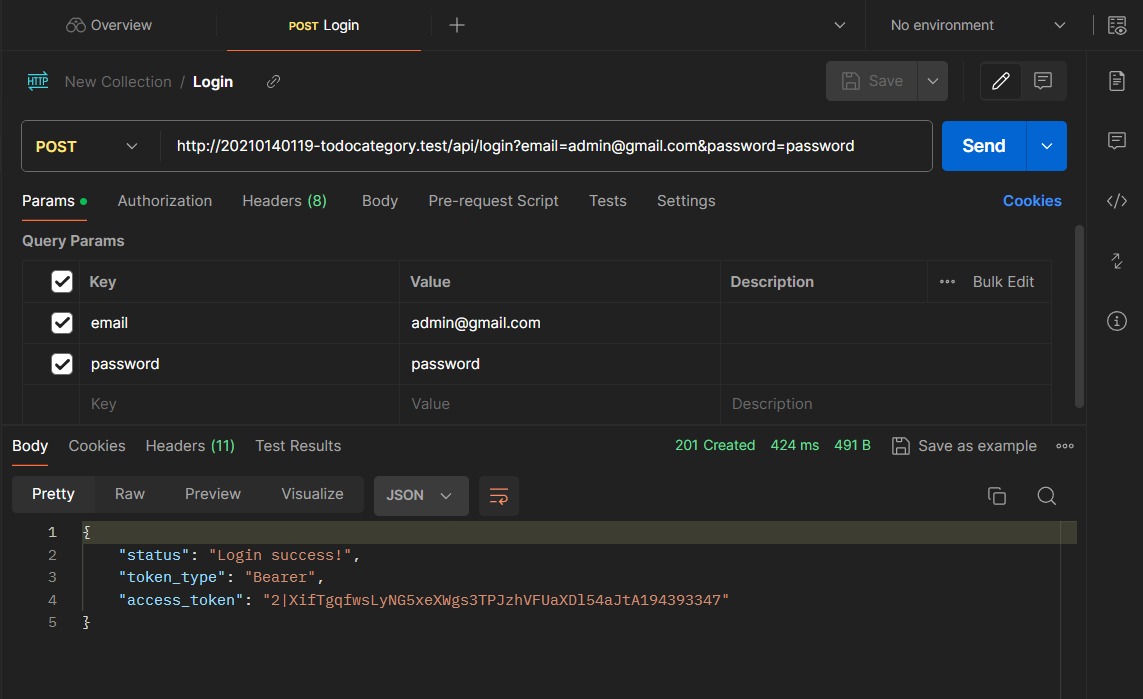 Overview
POST Login
No environment
HTTP New Collection / Login
Save
POST http://20210140119-todocategory.test/api/login?email=admin@gmail.com&password=password
Send
Params Authorization Headers (8) Body Pre-request Script Tests Settings Cookies
Query Params
Key Value Description Bulk Edit
email admin@gmail.com
password password
Key Value Description
Body Cookies Headers (11) Test Results 201 Created 424 ms 491 B Save as example
Pretty Raw Preview Visualize JSON
1 {
2 "status": "Login success!",
3 "token_type": "Bearer",
4 "access_token": "2|XifTgqfwsLyNG5xeXWgs3TPJzhVFUaXDl54aJtA194393347"
5 }